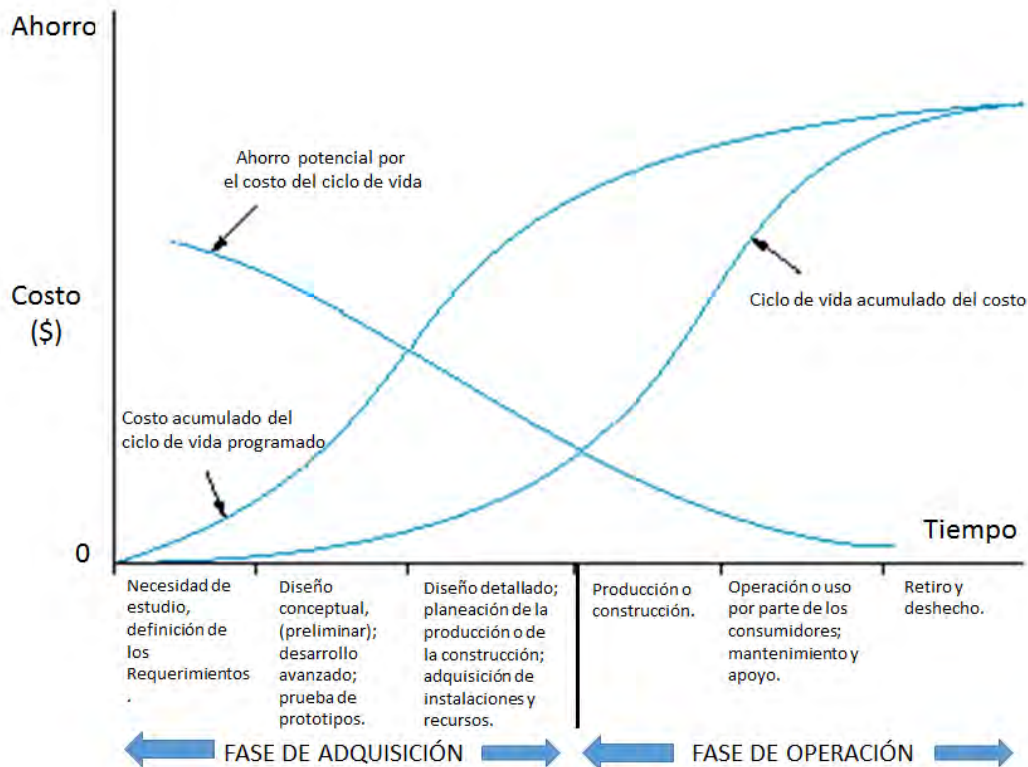 Ahorro
Ahorro potencial por
el costo del ciclo de vida
Costo
($)
Ciclo de vida acumulado del costo
Costo acumulado del
ciclo de vida programado
Tiempo
0
Necesidad de
estudio,
definición de
los
Requerimientos
.
Diseño
conceptual,
(preliminar);
desarrollo
avanzado;
prueba de
prototipos.
Diseño detallado;
planeación de la
producción o de
la construcción;
adquisición de
instalaciones y
recursos.
Producción o
construcción.
Operación o uso
por parte de los
consumidores;
mantenimiento y
apoyo.
Retiro y
deshecho.
FASE DE ADQUISICIÓN
FASE DE OPERACIÓN